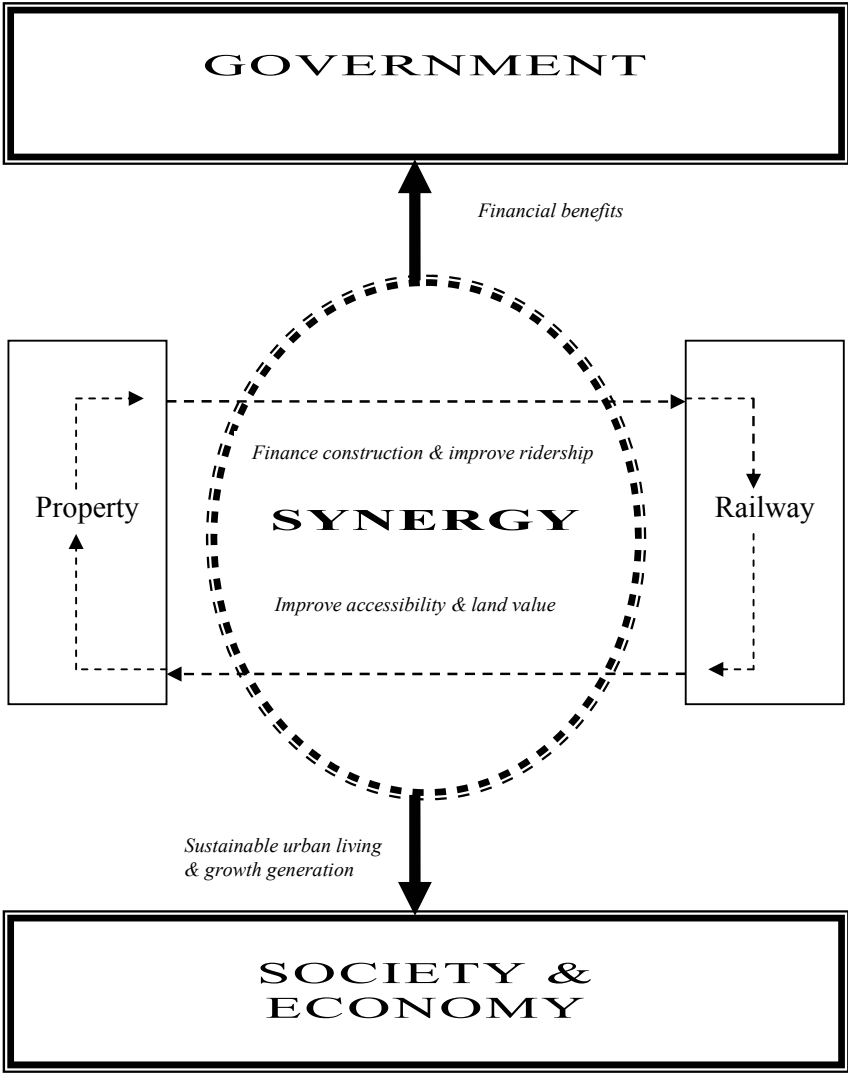 GOVERNMENT
Financial benefits
Finance construction & improve ridership
Property
SYNERGY
Railway
Improve accessibility & land value
Sustainable urban living
& growth generation
SOCIETY &
ECONOMY